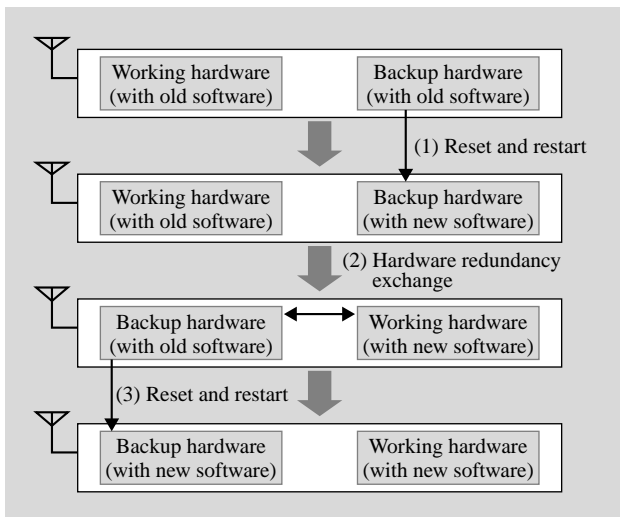 Working hardware
(with old software)
Backup hardware
(with old software)
(1) Reset and restart
Working hardware
(with old software)
Backup hardware
(with new software)
(2) Hardware redundancy
exchange
Backup hardware
(with old software)
Working hardware
(with new software)
(3) Reset and restart
Backup hardware
(with new software)
Working hardware
(with new software)